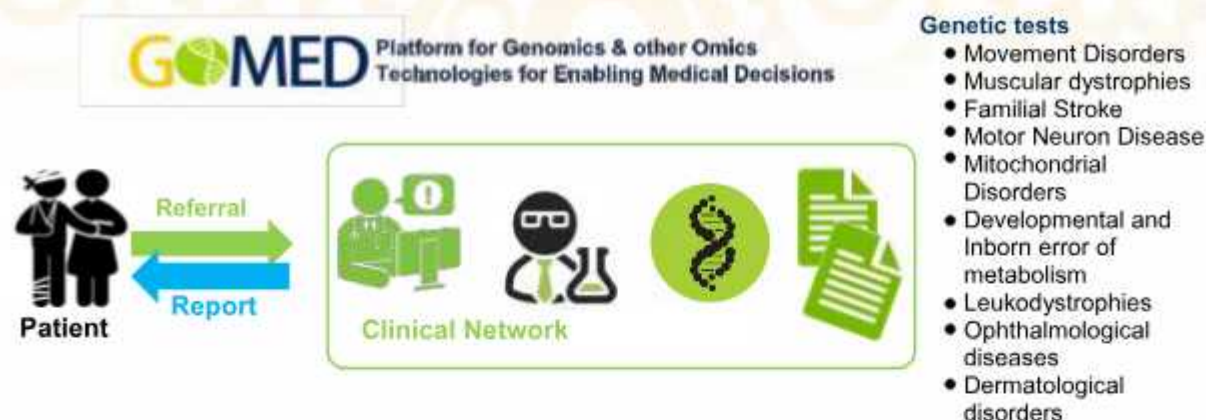 GOMED
Platform for Genomics & other Omics
Technologies for Enabling Medical Decisions
Referral
Report
Patient
Clinical Network
Genetic tests
• Movement Disorders
• Muscular dystrophies
• Familial Stroke
• Motor Neuron Disease
• Mitochondrial
Disorders
• Developmental and
Inborn error of
metabolism
• Leukodystrophies
• Ophthalmological
diseases
• Dermatological
disorders